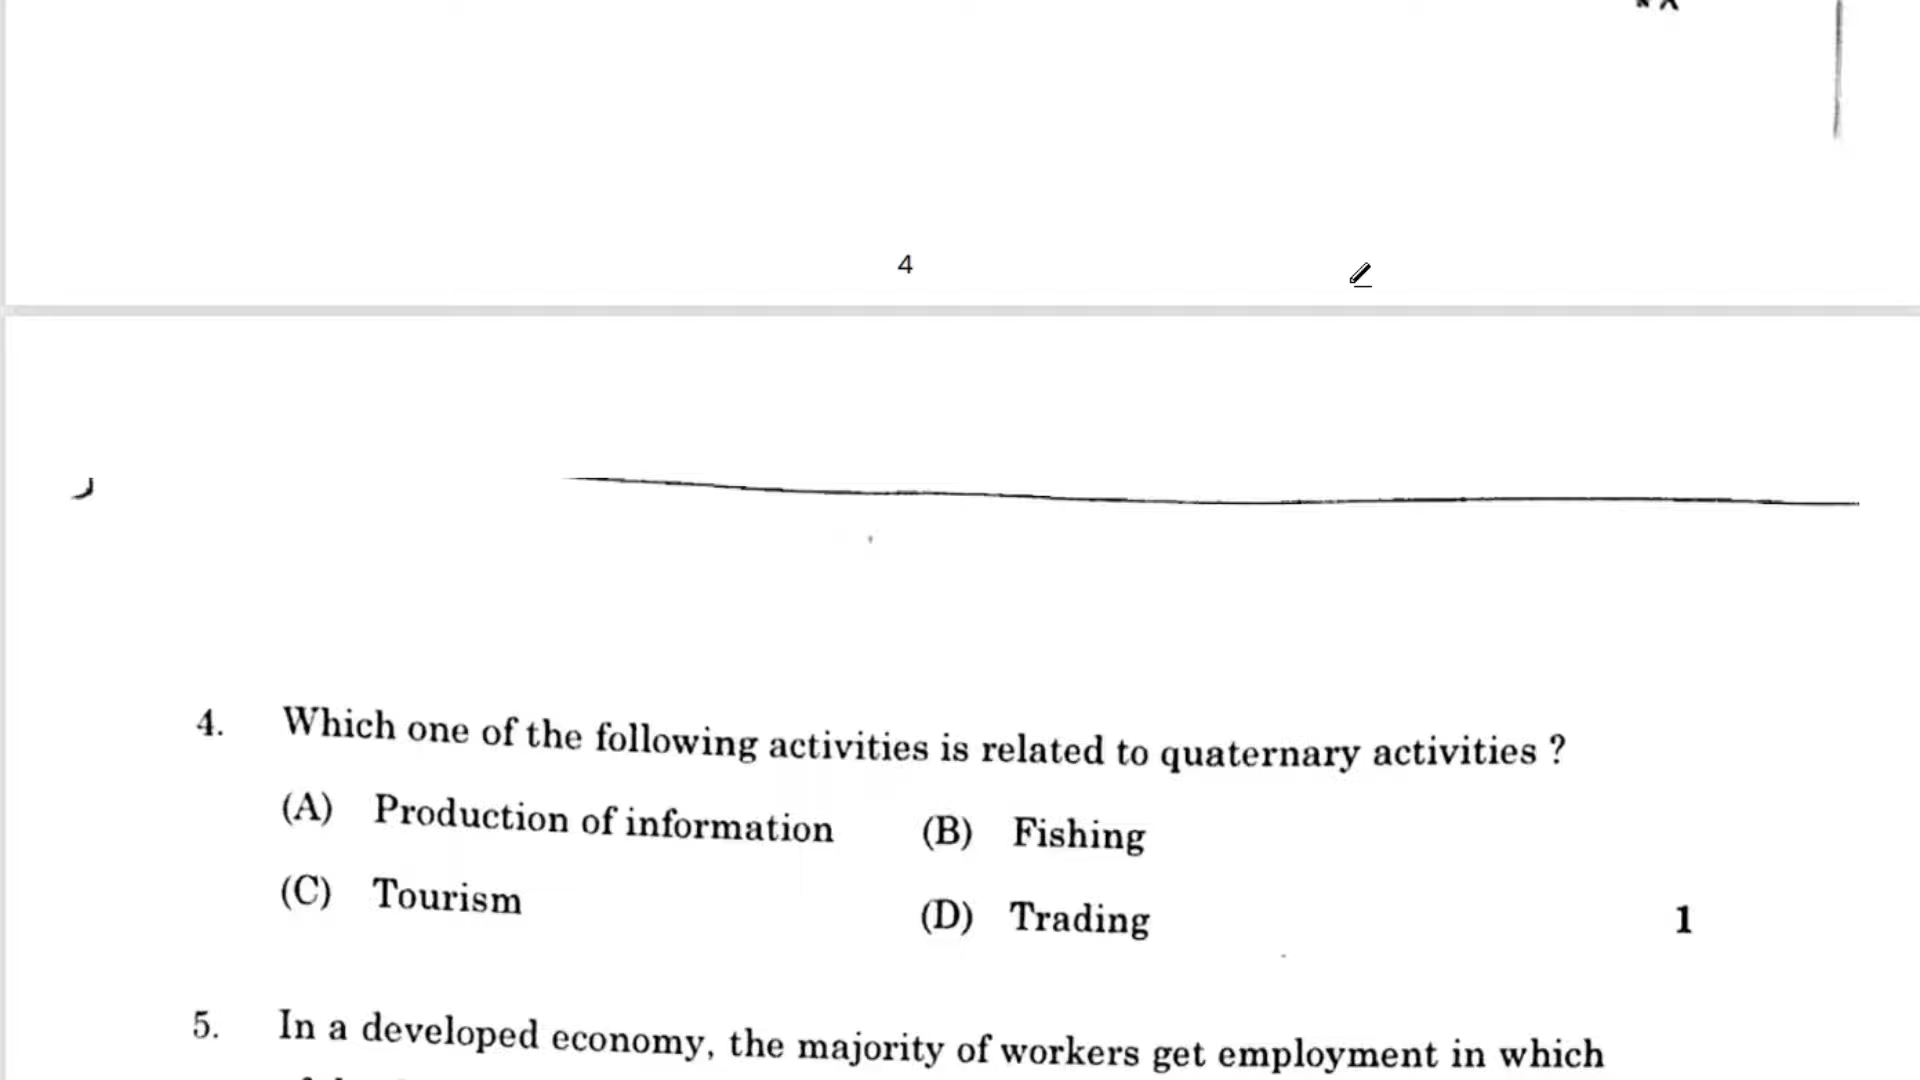 4
4. Which one of the following activities is related to quaternary activities ?
(A) Production of information (B) Fishing
(C) Tourism (D) Trading 1
5. In a developed economy, the majority of workers get employment in which